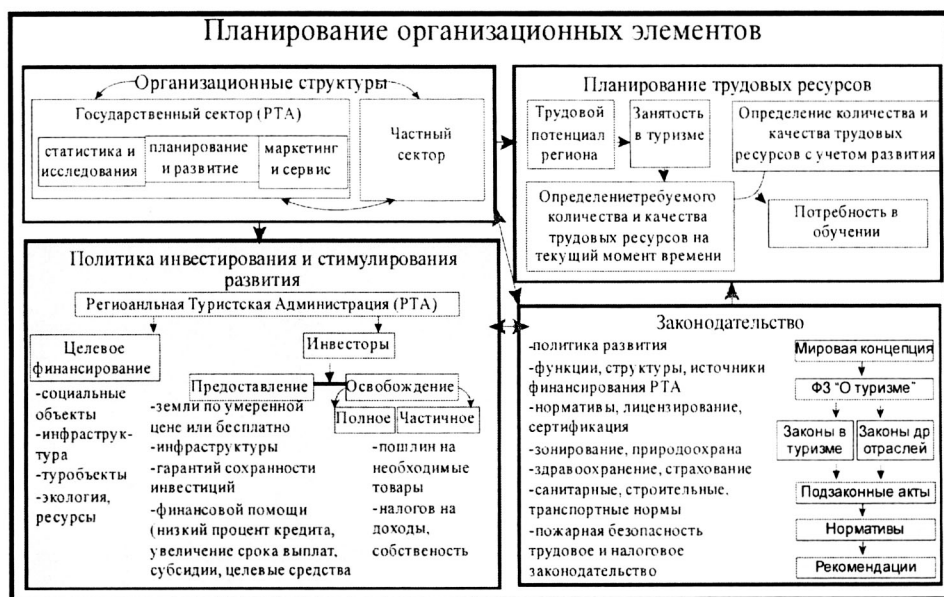 Планирование организационных элементов
Организационные структуры
Государственный сектор (РТА)
статистика и
исследования
планирование
и развитие
маркетинг
и сервис
Частный
сектор
Планирование трудовых ресурсов
Трудовой
потенциал
региона
Занятость
в туризме
Определение количества и
качества трудовых
ресурсов с учетом развития
Определениетребуемого
количества и качества
трудовых ресурсов на
текущий момент времени
Потребность в
обучении
Политика инвестирования и стимулирования
развития
Регионльная Туристская Администрация (РТА)
Целевое
финансирование
-социальные
объекты
-инфраструк-
тура
-туробъекты
-экология,
ресурсы
Инвесторы
Предоставление
-земли по умеренной
цене или бесплатно
-инфраструктуры
-гарантий сохранности
инвестиций
-финансовой помощи
(низкий процент кредита,
увеличение срока выплат,
субсидии, целевые средства
Освобождение
Полное
Частичное
-пошлин на
необходимые
товары
-налогов на
доходы,
собственость
Законодательство
-политика развития
-функции, структуры, источники
финансирования РТА
-нормативы, лицензирование,
сертификация
-зонирование, природоохрана
-здравоохранение, страхование
-санитарные, строительные,
транспортные нормы
-пожарная безопасность
трудовое и налоговое
законодательство
Мировая концепция
ФЗ "О туризме"
Законы в
туризме
Законы др
отраслей
Подзаконные акты
Нормативы
Рекомендации